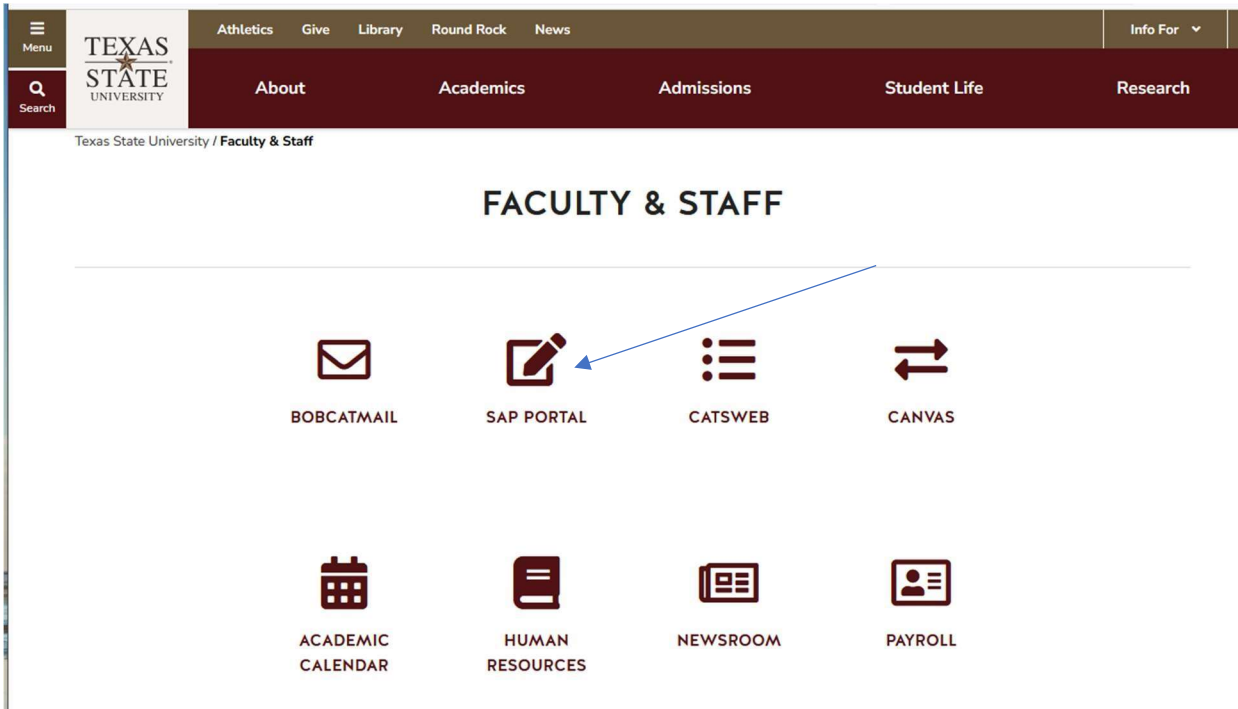 Menu
Search
TEXAS
STATE
UNIVERSITY
Athletics Give Library Round Rock News Info For
About Academics Admissions Student Life Research
Texas State University / Faculty & Staff
FACULTY & STAFF
BOBCATMAIL SAP PORTAL CATSWEB CANVAS
ACADEMIC
CALENDAR
HUMAN
RESOURCES
NEWSROOM
PAYROLL